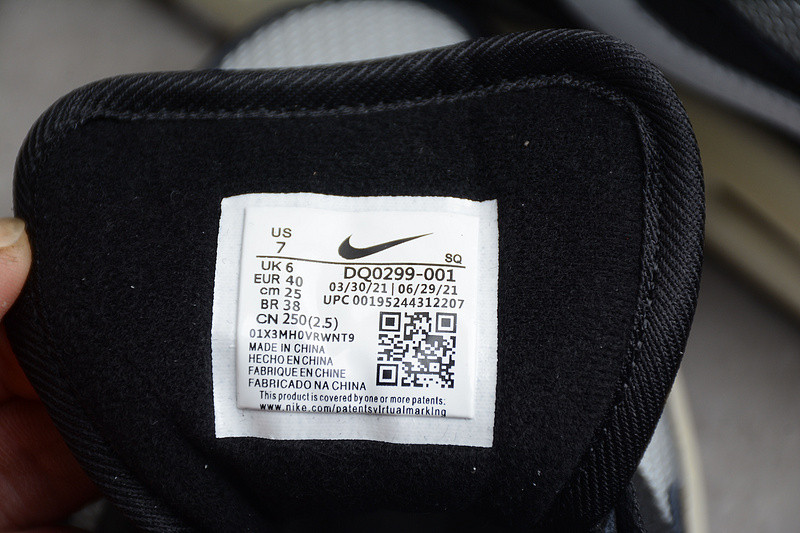 US
7
SQ
UK 6
EUR 40
cm 25
BR 38
CN 250(2.5)
DQ0299-001
03/30/21 | 06/29/21
UPC 00195244312207
01X3MH0VRWNT9
MADE IN CHINA
HECHO EN CHINA
FABRIQUE EN CHINE
FABRICADO NA CHINA
This product is covered by one or more patents:
www.nike.com/patentsvirtualmarking